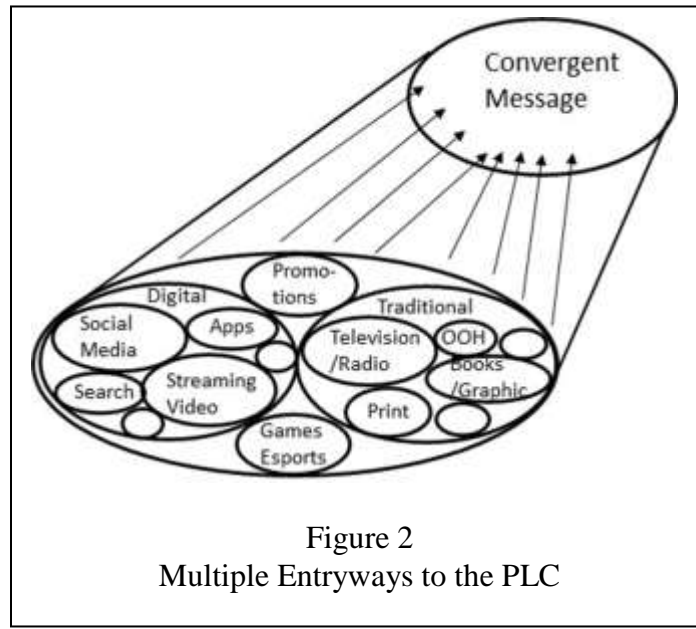 Convergent
Message
Promo-
tions
Digital
Traditional
Social
Media
Apps
Television
/Radio
OOH
Search
Streaming
Video
Books
/Graphic
Print
Games
Esports
Figure 2
Multiple Entryways to the PLC